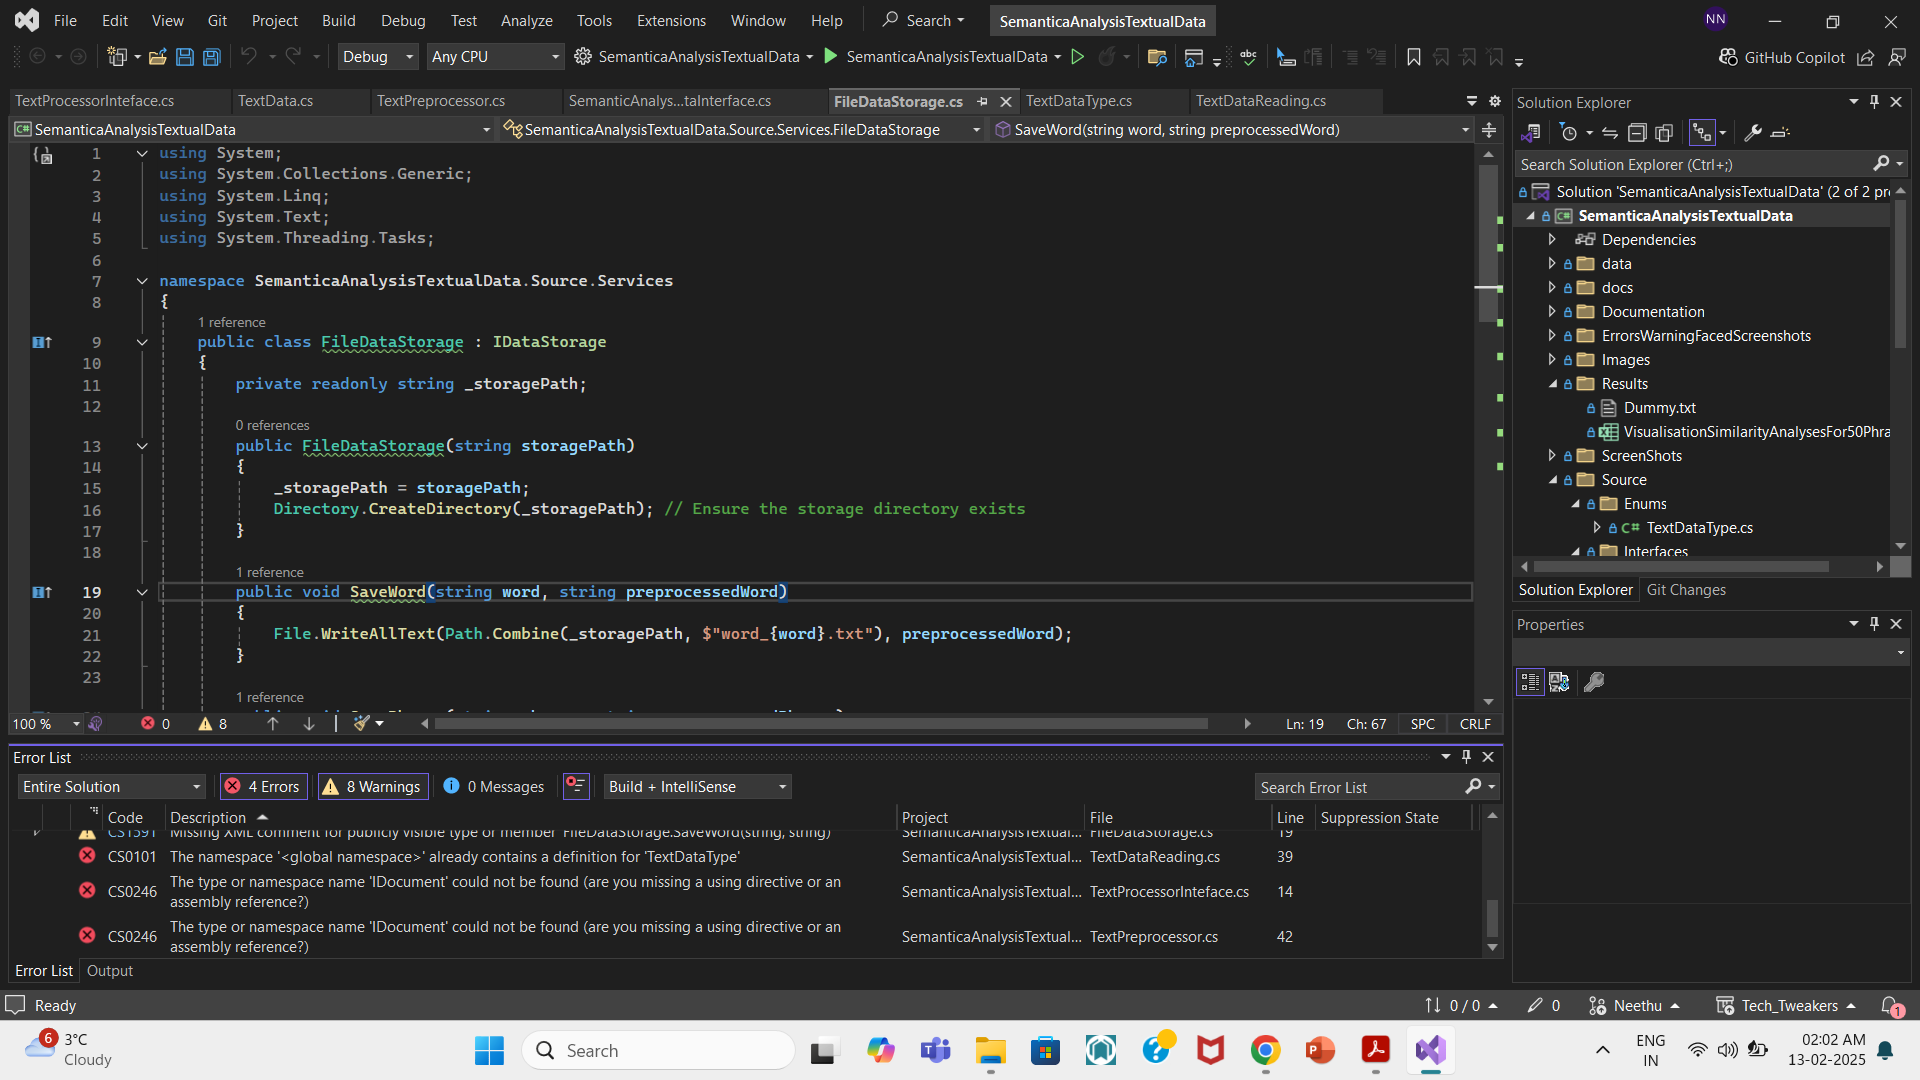 File Edit View Git Project Build Debug Test Analyze Tools Extensions Window Help Search SemanticaAnalysisTextualData NN
Debug Any CPU SemanticaAnalysisTextualData SemanticaAnalysisTextualData GitHub Copilot
TextProcessorInteface.cs TextData.cs TextPreprocessor.cs SemanticAnalys...taInterface.cs FileDataStorage.cs TextDataType.cs TextDataReading.cs
SemanticaAnalysisTextualData SemanticaAnalysisTextualData.Source.Services.FileDataStorage SaveWord(string word, string preprocessedWord)
1 using System;
2 using System.Collections.Generic;
3 using System.Linq;
4 using System.Text;
5 using System.Threading.Tasks;
6
7 namespace SemanticaAnalysisTextualData.Source.Services
8 {
1 reference
9 public class FileDataStorage : IDataStorage
10 {
11 private readonly string _storagePath;
12
0 references
13 public FileDataStorage(string storagePath)
14 {
15 _storagePath = storagePath;
16 Directory.CreateDirectory(_storagePath); // Ensure the storage directory exists
17 }
18
1 reference
19 public void SaveWord(string word, string preprocessedWord)
20 {
21 File.WriteAllText(Path.Combine(_storagePath, $"word_{word}.txt"), preprocessedWord);
22 }
23
1 reference
100 % 0 8 Ln: 19 Ch: 67 SPC CRLF
Solution Explorer
Search Solution Explorer (Ctrl+;)
Solution 'SemanticaAnalysisTextualData' (2 of 2 pr
SemanticaAnalysisTextualData
Dependencies
data
docs
Documentation
ErrorsWarningFacedScreenshots
Images
Results
Dummy.txt
VisualisationSimilarityAnalysesFor50Phra
ScreenShots
Source
Enums
C# TextDataType.cs
Interfaces
Solution Explorer Git Changes
Properties
Error List
Entire Solution 4 Errors 8 Warnings 0 Messages Build + IntelliSense Search Error List
Code Description Project File Line Suppression State
CS1591 Missing XML comment for publicly visible type or member 'FileDataStorage.SaveWord(string, string)' SemanticaAnalysisTextual... FileDataStorage.cs 19
CS0101 The namespace '<global namespace>' already contains a definition for 'TextDataType' SemanticaAnalysisTextual... TextDataReading.cs 39
CS0246 The type or namespace name 'IDocument' could not be found (are you missing a using directive or an
assembly reference?) SemanticaAnalysisTextual... TextProcessorInteface.cs 14
CS0246 The type or namespace name 'IDocument' could not be found (are you missing a using directive or an
assembly reference?) SemanticaAnalysisTextual... TextPreprocessor.cs 42
Error List Output
Ready 0 / 0 0 Neethu Tech_Tweakers 1
6 3°C
Cloudy
Search
ENG
IN
02:02 AM
13-02-2025